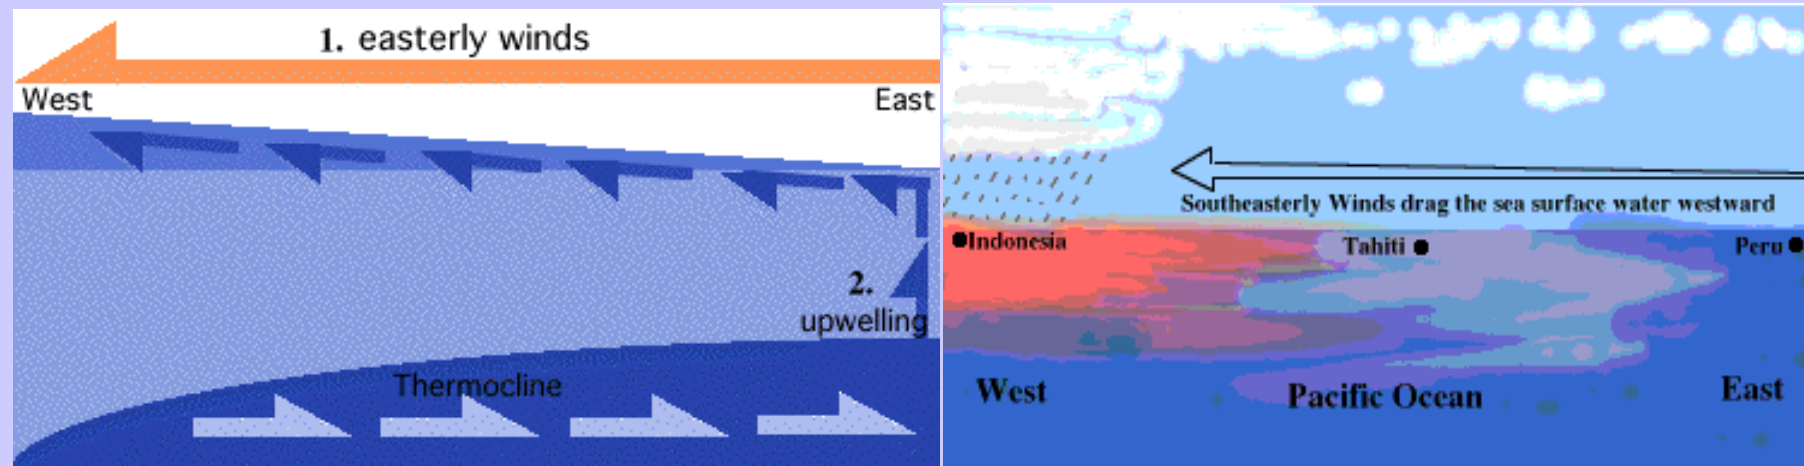 1. easterly winds
West
East
2.
upwelling
Thermocline
Southeasterly Winds drag the sea surface water westward
Indonesia
Tahiti
Peru
West
Pacific Ocean
East